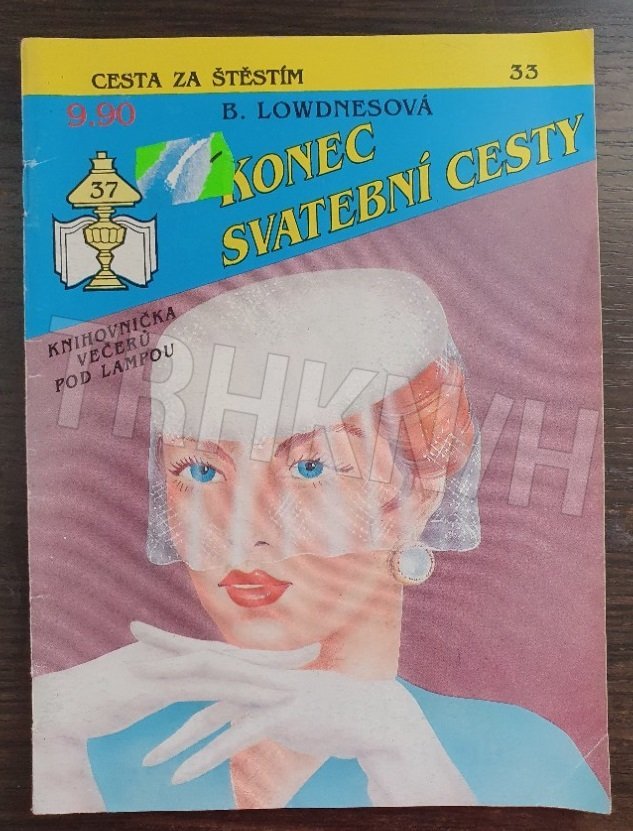 CESTA ZA ŠTĚSTÍM 33
9.90 B. LOWDNESOVÁ
KONEC
SVATEBNÍ CESTY
37
KNIHOVNIČKA
VEČERŮ
POD LAMPOU
TRHKNIH